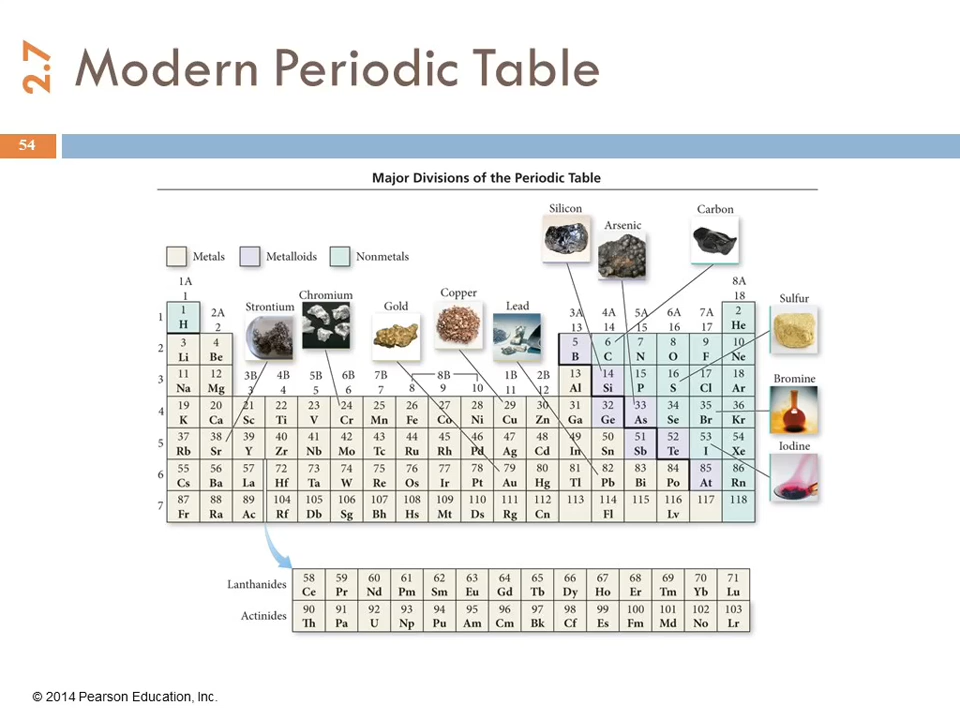 2.7
Modern Periodic Table
54
Major Divisions of the Periodic Table
Silicon
Arsenic
Carbon
Metals
Metalloids
Nonmetals
Strontium
Chromium
Gold
Copper
Lead
Sulfur
Bromine
Iodine
1A 8A
1 18
2A 3A 4A 5A 6A 7A
2 13 14 15 16 17
3B 4B 5B 6B 7B 8B 1B 2B
3 4 5 6 7 8 9 10 11 12
1 1 2
H He
2 3 4 5 6 7 8 9 10
Li Be B C N O F Ne
3 11 12 13 14 15 16 17 18
Na Mg Al Si P S Cl Ar
4 19 20 21 22 23 24 25 26 27 28 29 30 31 32 33 34 35 36
K Ca Sc Ti V Cr Mn Fe Co Ni Cu Zn Ga Ge As Se Br Kr
5 37 38 39 40 41 42 43 44 45 46 47 48 49 50 51 52 53 54
Rb Sr Y Zr Nb Mo Tc Ru Rh Pd Ag Cd In Sn Sb Te I Xe
6 55 56 57 72 73 74 75 76 77 78 79 80 81 82 83 84 85 86
Cs Ba La Hf Ta W Re Os Ir Pt Au Hg Tl Pb Bi Po At Rn
7 87 88 89 104 105 106 107 108 109 110 111 112 113 114 115 116 117 118
Fr Ra Ac Rf Db Sg Bh Hs Mt Ds Rg Cn Fl Lv
Lanthanides
58 59 60 61 62 63 64 65 66 67 68 69 70 71
Ce Pr Nd Pm Sm Eu Gd Tb Dy Ho Er Tm Yb Lu
Actinides
90 91 92 93 94 95 96 97 98 99 100 101 102 103
Th Pa U Np Pu Am Cm Bk Cf Es Fm Md No Lr
© 2014 Pearson Education, Inc.